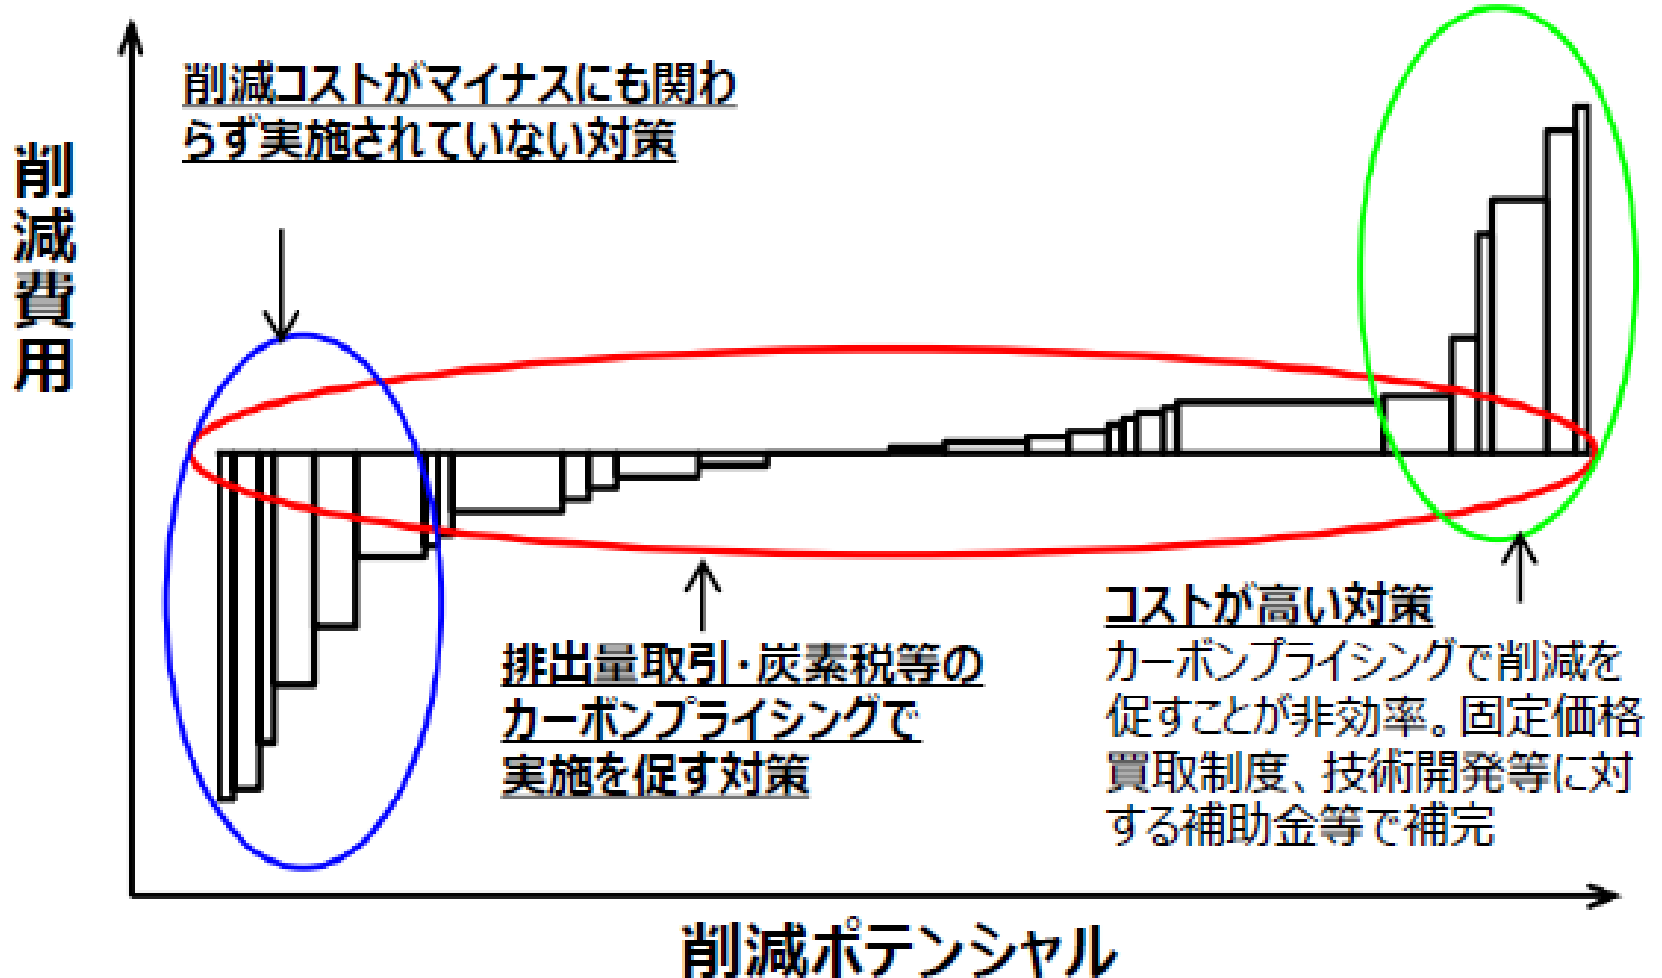 削減コストがマイナスにも関わ
らず実施されていない対策
削減費用
排出量取引・炭素税等の
カーボンプライシングで
実施を促す対策
コストが高い対策
カーボンプライシングで削減を
促すことが非効率。固定価格
買取制度、技術開発等に対
する補助金等で補完
削減ポテンシャル